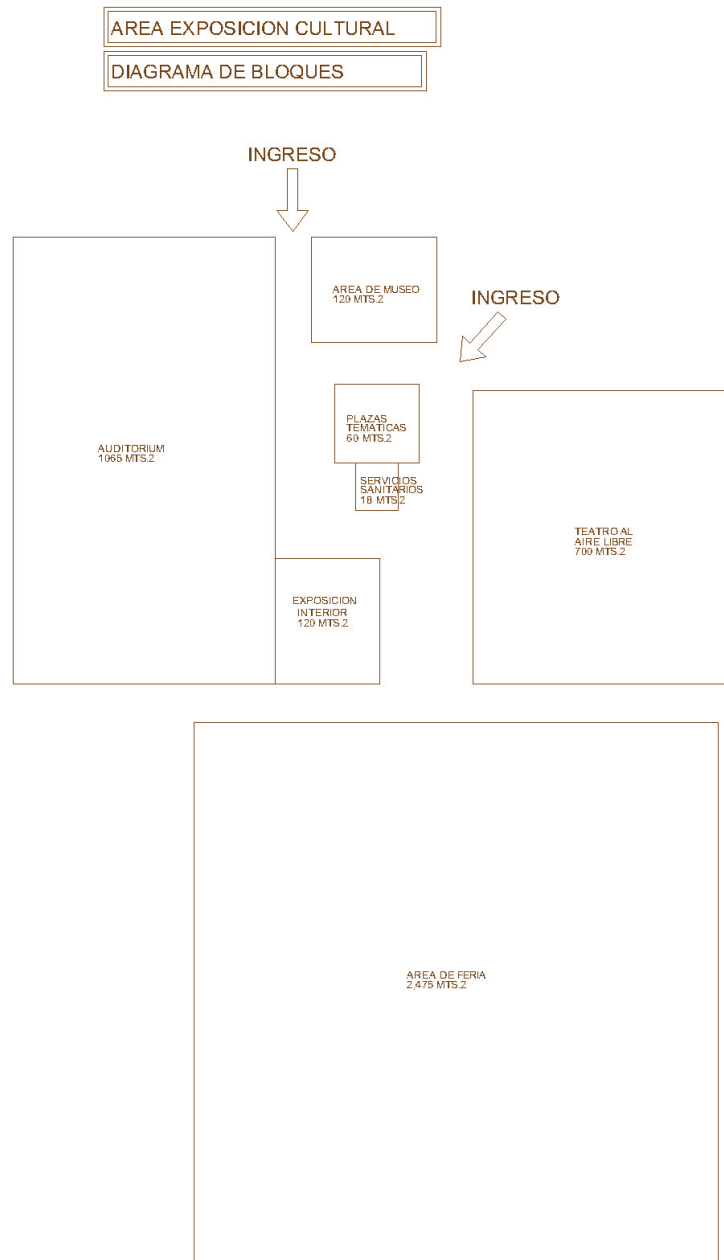 AREA EXPOSICION CULTURAL
DIAGRAMA DE BLOQUES
INGRESO
AREA DE MUSEO
120 MTS.2
INGRESO
PLAZAS
TEMATICAS
60 MTS.2
AUDITORIUM
1065 MTS.2
SERVICIOS
SANITARIOS
18 MTS2
TEATRO AL
AIRE LIBRE
700 MTS.2
EXPOSICION
INTERIOR
120 MTS.2
AREA DE FERIA
2,475 MTS.2